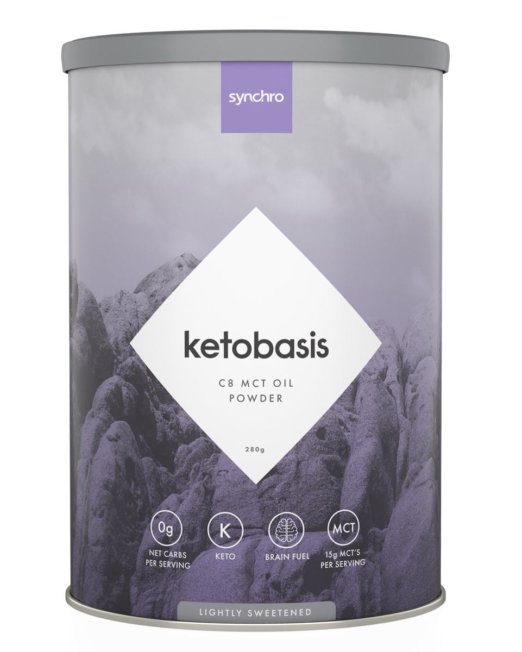 synchro
ketobasis
C8 MCT OIL
POWDER
280g
0g
NET CARBS
PER SERVING
K
KETO
BRAIN FUEL
MCT
15g MCT'S
PER SERVING
LIGHTLY SWEETENED